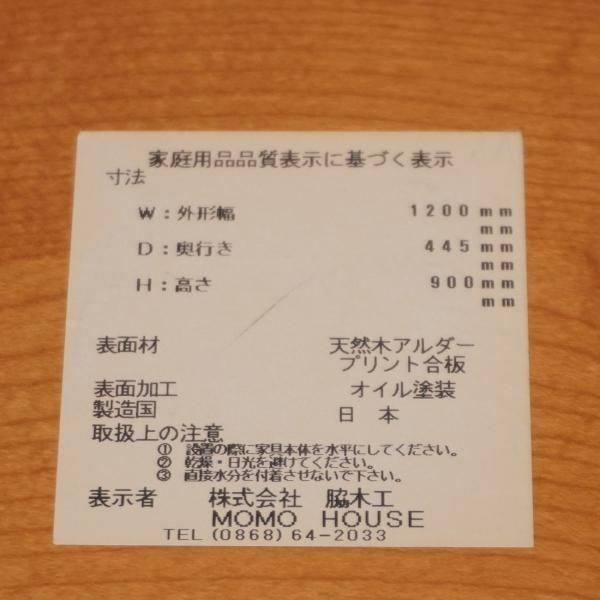 家庭用品品質表示に基づく表示
寸法
W：外形幅 1200mm
mm
D：奥行き 445mm
mm
H：高さ 900mm
mm
表面材 天然木アルダー
プリント合板
表面加工 オイル塗装
製造国 日 本
取扱上の注意
① 設置の際に家具本体を水平にしてください。
② 乾燥・日光を避けてください。
③ 直接水分を付着させないで下さい。
表示者 株式会社 脇木工
MOMO HOUSE
TEL (0868) 64-2033